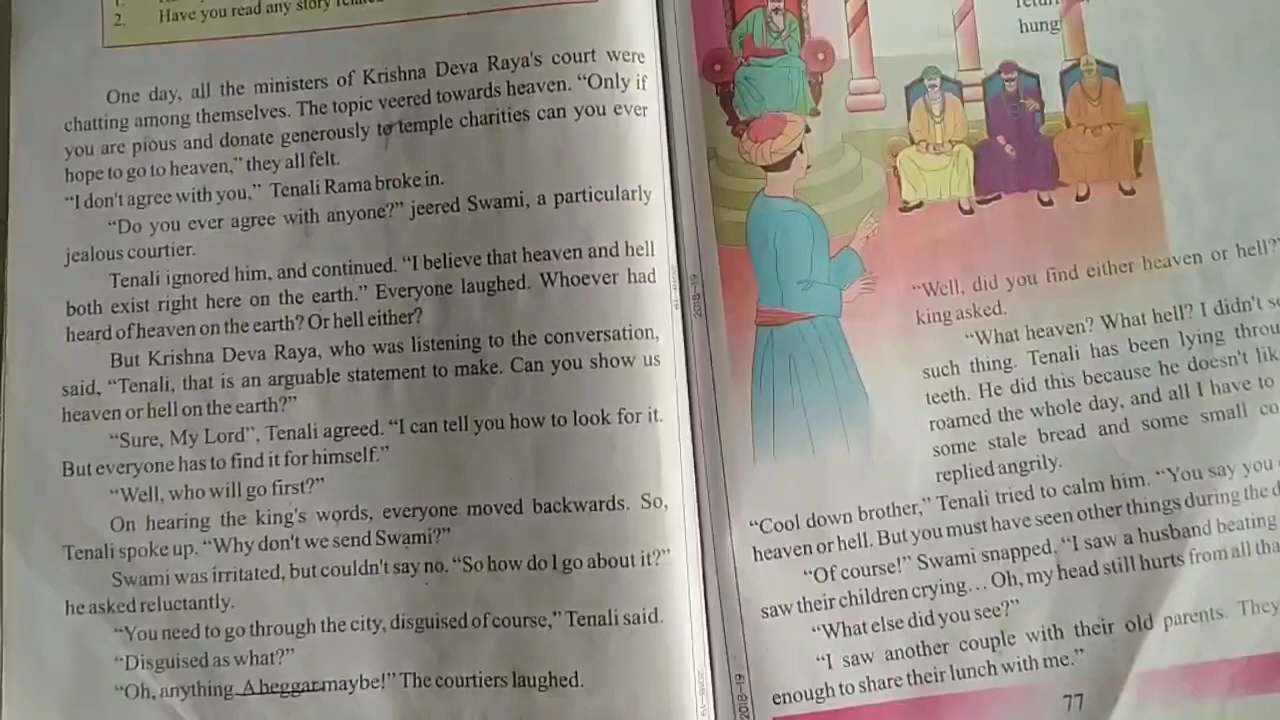 2. Have you read any story
One day, all the ministers of Krishna Deva Raya's court were
chatting among themselves. The topic veered towards heaven. “Only if
you are pious and donate generously to temple charities can you ever
hope to go to heaven,” they all felt.
“I don't agree with you,” Tenali Rama broke in.
“Do you ever agree with anyone?” jeered Swami, a particularly
jealous courtier.
Tenali ignored him, and continued. “I believe that heaven and hell
both exist right here on the earth.” Everyone laughed. Whoever had
heard of heaven on the earth? Or hell either?
But Krishna Deva Raya, who was listening to the conversation,
said, “Tenali, that is an arguable statement to make. Can you show us
heaven or hell on the earth?”
“Sure, My Lord”, Tenali agreed. “I can tell you how to look for it.
But everyone has to find it for himself.”
“Well, who will go first?”
On hearing the king's words, everyone moved backwards. So,
Tenali spoke up. “Why don't we send Swami?”
Swami was irritated, but couldn't say no. “So how do I go about it?”
he asked reluctantly.
“You need to go through the city, disguised of course,” Tenali said.
“Disguised as what?”
“Oh, anything. A beggar maybe!” The courtiers laughed.
2018-19
2018-19
hung
“Well, did you find either heaven or hell?”
king asked.
“What heaven? What hell? I didn't
such thing. Tenali has been lying
teeth. He did this because he doesn't
roamed the whole day, and all I have to
some stale bread and some small
replied angrily.
“Cool down brother,” Tenali tried to calm him. “You say you
heaven or hell. But you must have seen other things during the
“Of course!” Swami snapped, “I saw a husband beating
saw their children crying... Oh, my head still hurts from all
“What else did you see?”
“I saw another couple with their old parents. They
enough to share their lunch with me.”
77
2018-19
2018-19